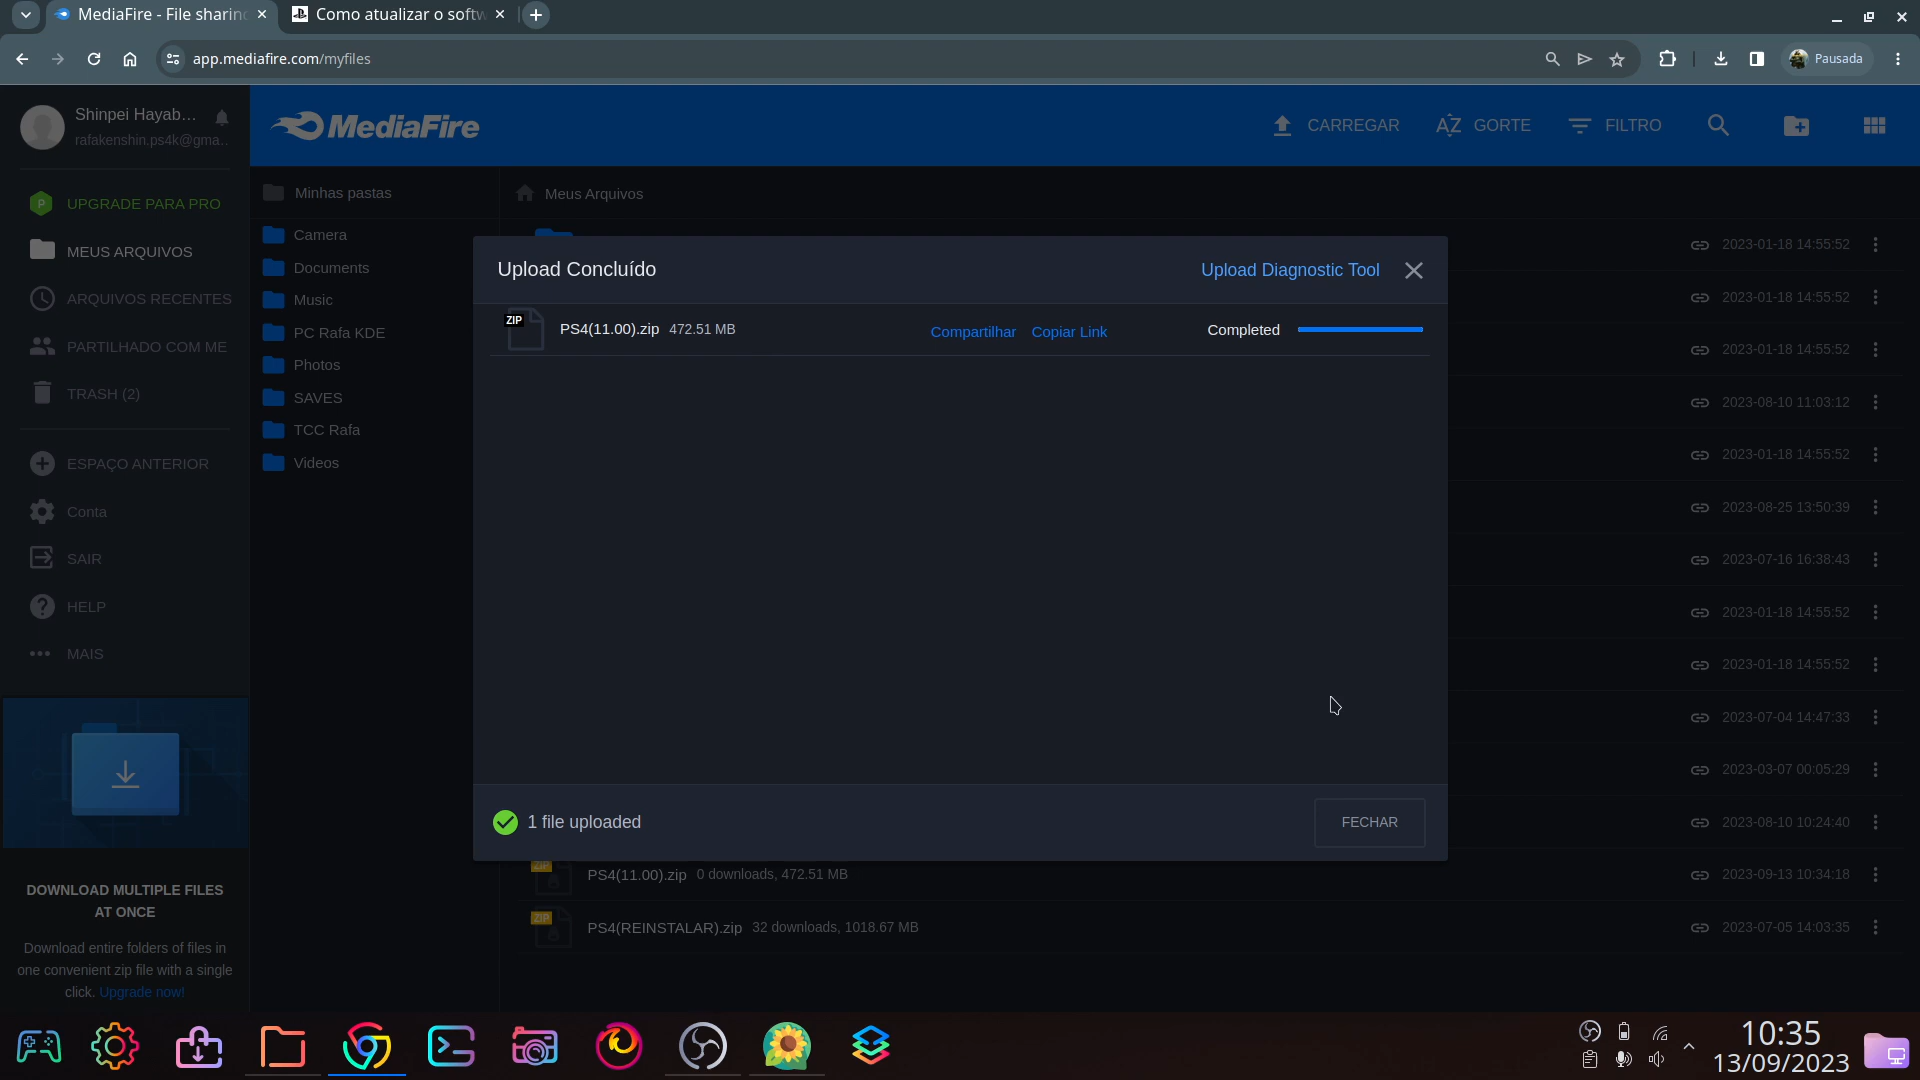 MediaFire - File sharin
Como atualizar o softw
app.mediafire.com/myfiles
Pausada
Shinpei Hayab...
rafakenshin.ps4k@gma..
MediaFire
CARREGAR
AZ
GORTE
FILTRO
UPGRADE PARA PRO
MEUS ARQUIVOS
ARQUIVOS RECENTES
PARTILHADO COM ME
TRASH (2)
ESPAÇO ANTERIOR
Conta
SAIR
HELP
MAIS
DOWNLOAD MULTIPLE FILES
AT ONCE
Download entire folders of files in
one convenient zip file with a single
click. Upgrade now!
Minhas pastas
Camera
Documents
Music
PC Rafa KDE
Photos
SAVES
TCC Rafa
Videos
Meus Arquivos
Upload Concluído
Upload Diagnostic Tool
ZIP
PS4(11.00).zip 472.51 MB
Compartilhar
Copiar Link
Completed
1 file uploaded
FECHAR
2023-01-18 14:55:52
2023-01-18 14:55:52
2023-01-18 14:55:52
2023-08-10 11:03:12
2023-01-18 14:55:52
2023-08-25 13:50:39
2023-07-16 16:38:43
2023-01-18 14:55:52
2023-01-18 14:55:52
2023-07-04 14:47:33
2023-03-07 00:05:29
2023-08-10 10:24:40
ZIP
PS4(11.00).zip 0 downloads, 472.51 MB
2023-09-13 10:34:18
ZIP
PS4(REINSTALAR).zip 32 downloads, 1018.67 MB
2023-07-05 14:03:35
10:35
13/09/2023